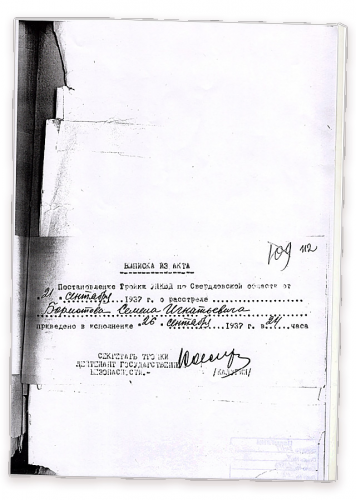 109 112
ВЫПИСКА ИЗ АКТА
Постановление Тройки УНКВД по Свердловской области от
21 . сентября 1937 г. о расстреле
Семена Игнатьевича
приведено в исполнение 26 . сентября . 1937 г. в 24 . часа
СЕКРЕТАРЬ ТРОЙКИ
ЛЕЙТЕНАНТ ГОСУДАРСТВЕННОЙ
БЕЗОПАСНОСТИ.-